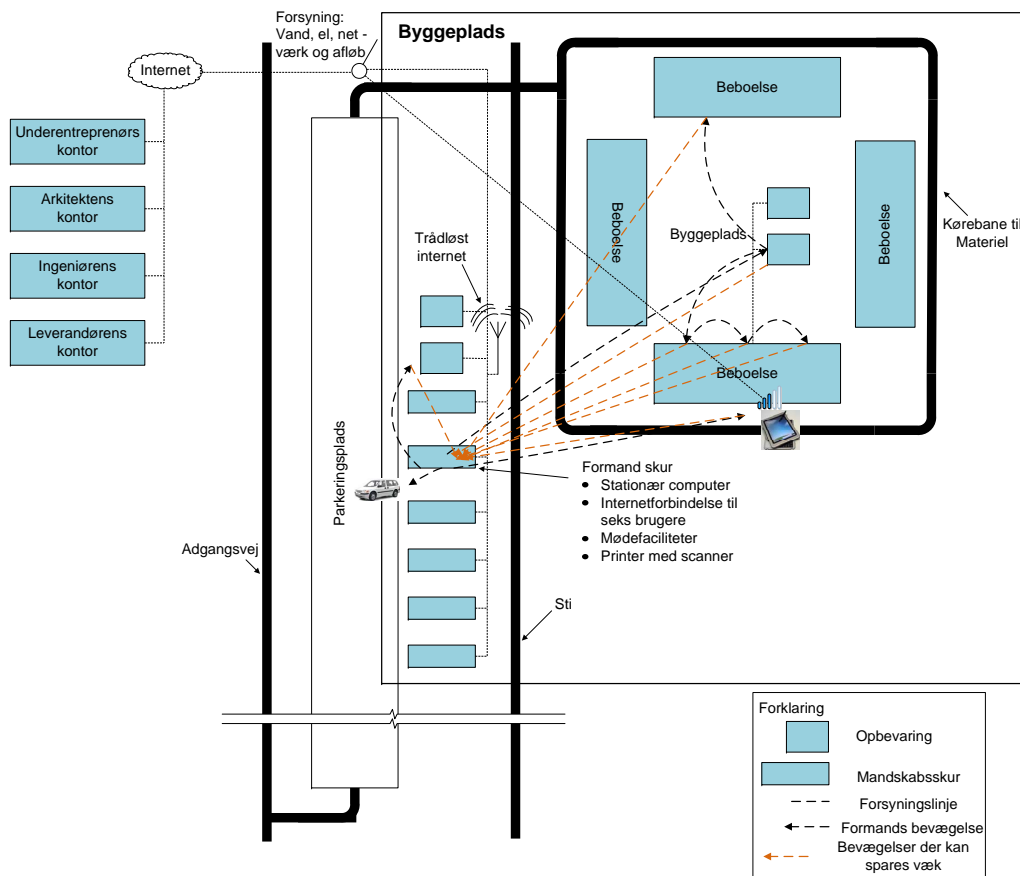 Forsyning:
Vand, el, net -
værk og afløb
Byggeplads
Internet
Underentreprenørs
kontor
Arkitektens
kontor
Ingeniørens
kontor
Leverandørens
kontor
Beboelse
Beboelse
Beboelse
Byggeplads
Kørebane til
Materiel
Trådløst
internet
Beboelse
Parkeringsplads
Formand skur
• Stationær computer
• Internetforbindelse til
seks brugere
• Mødefaciliteter
• Printer med scanner
Adgangsvej
Sti
Forklaring
Opbevaring
Mandskabsskur
Forsyningslinje
Formands bevægelse
Bevægelser der kan
spares væk